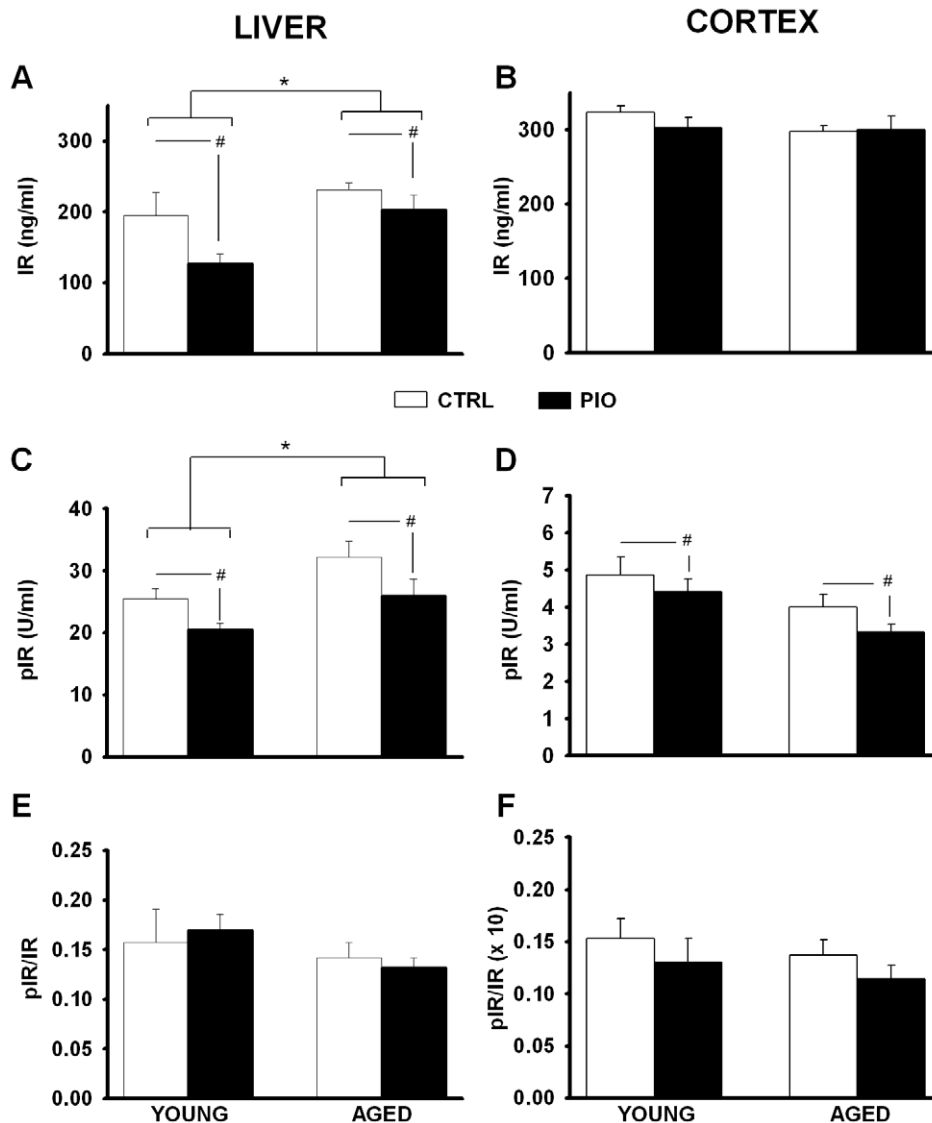 LIVER CORTEX
A B
* 
# #
IR (ng/ml) 300 200 100 0
IR (ng/ml) 300 200 100 0
CTRL PIO
C D
*
# #
pIR (U/ml) 40 30 20 10 0
# #
pIR (U/ml) 7 6 5 4 3 2 1 0
E F
pIR/IR 0.25 0.20 0.15 0.10 0.05 0.00
pIR/IR (x 10) 0.25 0.20 0.15 0.10 0.05 0.00
YOUNG AGED YOUNG AGED